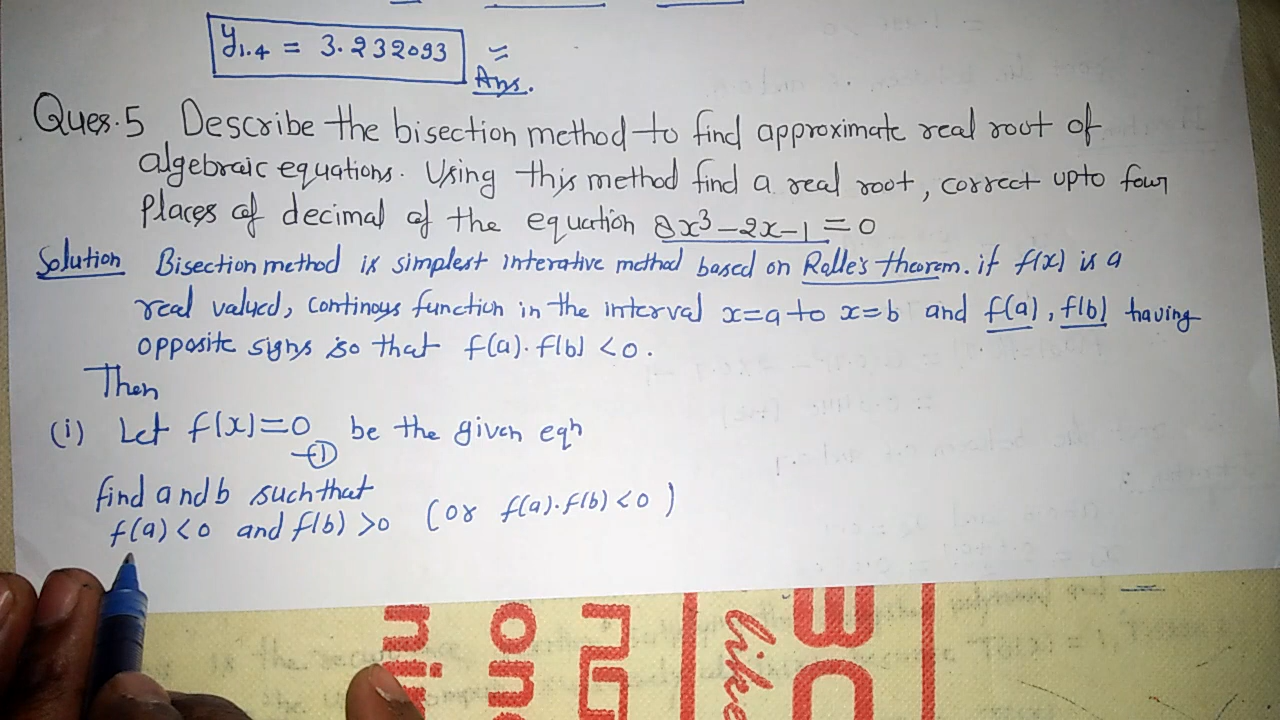 y1.4 = 3.232093
= Ans.
Ques.5 Describe the bisection method to find approximate real root of
algebraic equations. Using this method find a real root, correct upto four
Places of decimal of the equation 8x³-2x-1=0
Solution Bisection method is simplest interative method based on Rolle's theorem. if f(x) is a
real valued, continoys function in the interval x=a to x=b and f(a), f(b) having
opposite signs so that f(a). f(b) <0.
Then
(i) Let f(x)=0 be the given eqn
①
find a and b such that
f(a) <0 and f(b) >0 (or f(a).f(b) <0)
like